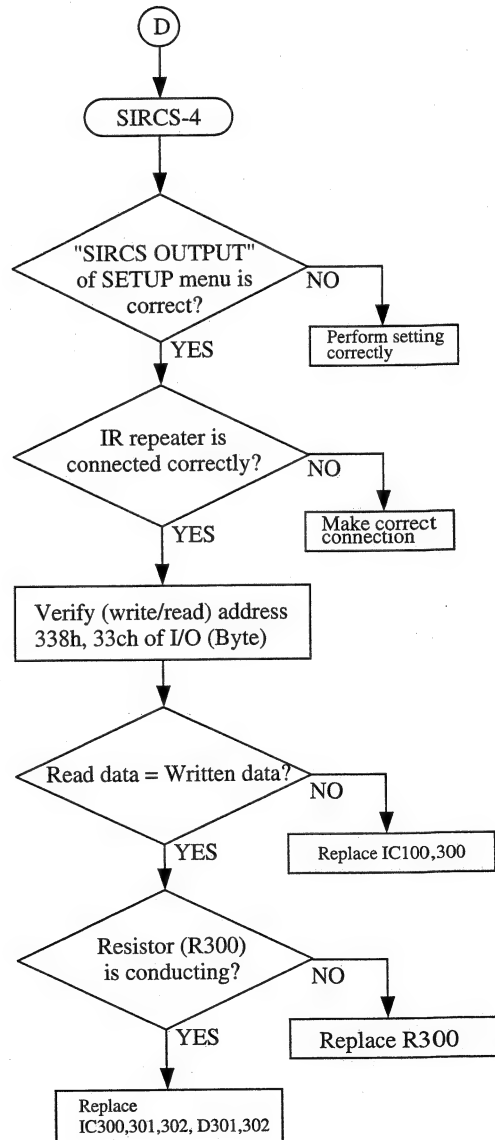 D
SIRCS-4
"SIRCS OUTPUT"
of SETUP menu is
correct?
NO
Perform setting
correctly
YES
IR repeater is
connected correctly?
NO
Make correct
connection
YES
Verify (write/read) address
338h, 33ch of I/O (Byte)
Read data = Written data?
NO
Replace IC100,300
YES
Resistor (R300)
is conducting?
NO
Replace R300
YES
Replace
IC300,301,302, D301,302